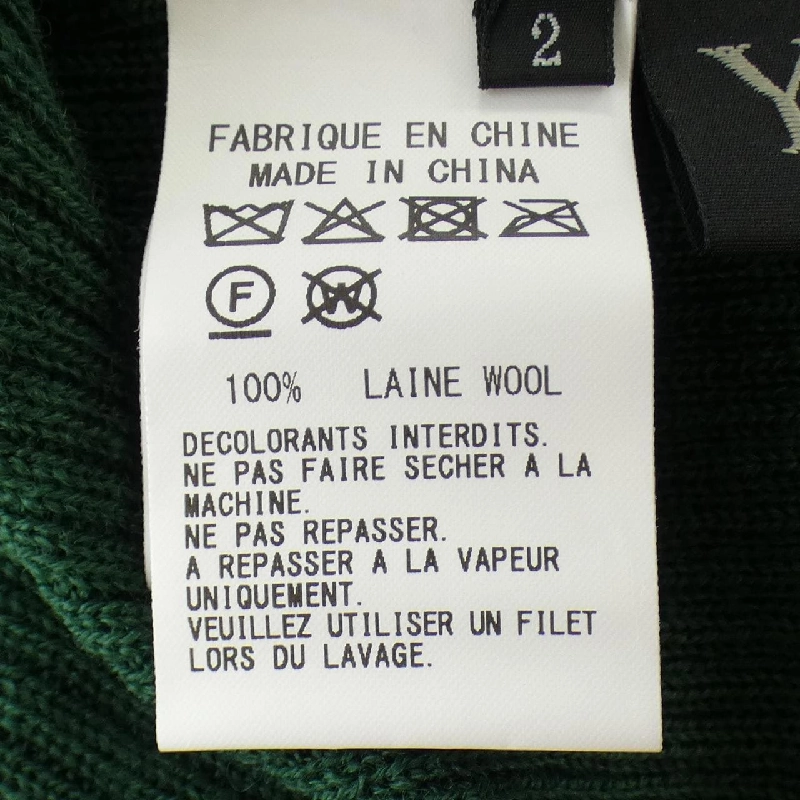 2
Y
FABRIQUE EN CHINE
MADE IN CHINA
F W
100% LAINE WOOL
DECOLORANTS INTERDITS.
NE PAS FAIRE SECHER A LA
MACHINE.
NE PAS REPASSER.
A REPASSER A LA VAPEUR
UNIQUEMENT.
VEUILLEZ UTILISER UN FILET
LORS DU LAVAGE.